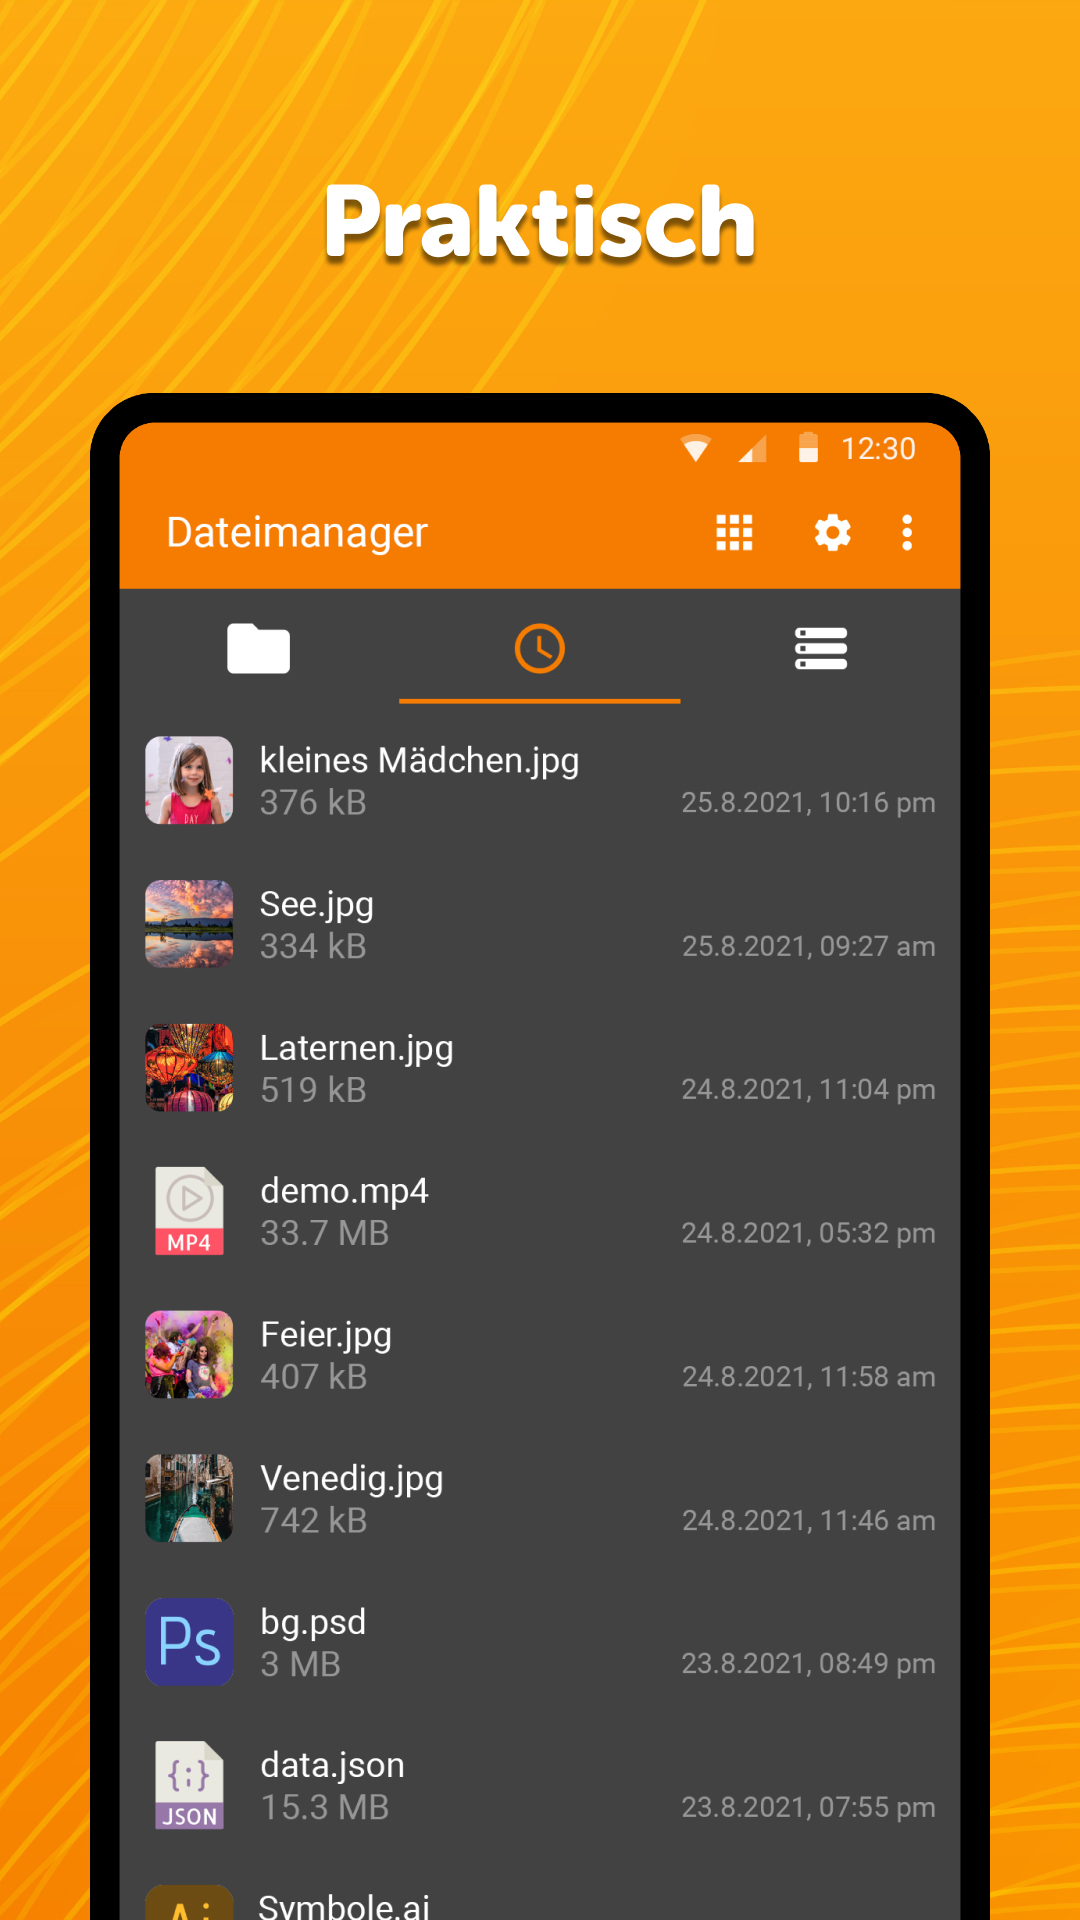 Praktisch
12:30
Dateimanager
kleines Mädchen.jpg
376 kB
25.8.2021, 10:16 pm
DAY
See.jpg
334 kB
25.8.2021, 09:27 am
Laternen.jpg
519 kB
24.8.2021, 11:04 pm
MP4
demo.mp4
33.7 MB
24.8.2021, 05:32 pm
Feier.jpg
407 kB
24.8.2021, 11:58 am
Venedig.jpg
742 kB
24.8.2021, 11:46 am
Ps
bg.psd
3 MB
23.8.2021, 08:49 pm
{;}
JSON
data.json
15.3 MB
23.8.2021, 07:55 pm
Ai
Symbole.ai